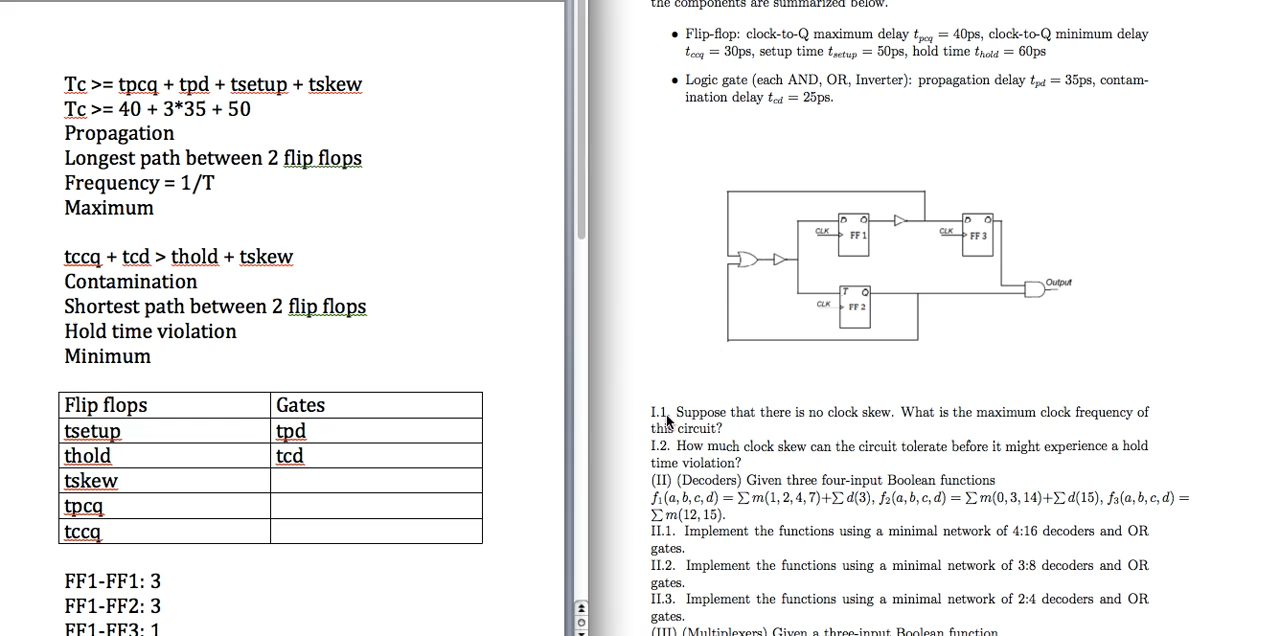 Tc >= tpcq + tpd + tsetup + tskew
Tc >= 40 + 3*35 + 50
Propagation
Longest path between 2 flip flops
Frequency = 1/T
Maximum
tccq + tcd > thold + tskew
Contamination
Shortest path between 2 flip flops
Hold time violation
Minimum
Flip flops Gates
tsetup tpd
thold tcd
tskew
tpcq
tccq
FF1-FF1: 3
FF1-FF2: 3
FF1-FF3: 1
the components are summarized below.
• Flip-flop: clock-to-Q maximum delay tpcq = 40ps, clock-to-Q minimum delay
tccq = 30ps, setup time tsetup = 50ps, hold time thold = 60ps
• Logic gate (each AND, OR, Inverter): propagation delay tpd = 35ps, contam-
ination delay tcd = 25ps.
D Q
CLK FF 1
D Q
CLK FF 3
T Q
CLK FF 2
Output
I.1. Suppose that there is no clock skew. What is the maximum clock frequency of
this circuit?
I.2. How much clock skew can the circuit tolerate before it might experience a hold
time violation?
(II) (Decoders) Given three four-input Boolean functions
f1(a, b, c, d) = ∑m(1, 2, 4, 7)+∑d(3), f2(a, b, c, d) = ∑m(0, 3, 14)+∑d(15), f3(a, b, c, d) =
∑m(12, 15).
II.1. Implement the functions using a minimal network of 4:16 decoders and OR
gates.
II.2. Implement the functions using a minimal network of 3:8 decoders and OR
gates.
II.3. Implement the functions using a minimal network of 2:4 decoders and OR
gates.
(III) (Multiplexers) Given a three-input Boolean function